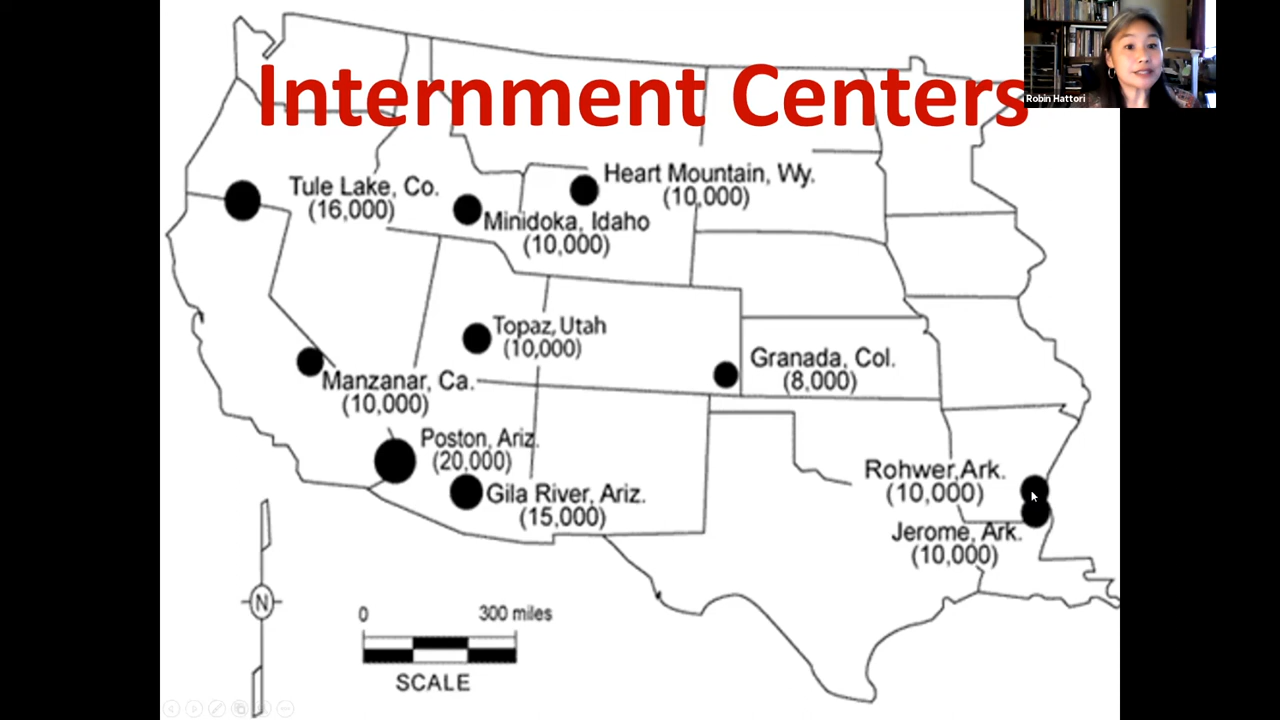 Internment Centers
Robin Hattori
Heart Mountain, Wy.
(10,000)
Tule Lake, Co.
(16,000)
Minidoka, Idaho
(10,000)
Topaz, Utah
(10,000)
Granada, Col.
(8,000)
Manzanar, Ca.
(10,000)
Poston, Ariz.
(20,000)
Gila River, Ariz.
(15,000)
Rohwer, Ark.
(10,000)
Jerome, Ark.
(10,000)
N
0 300 miles
SCALE